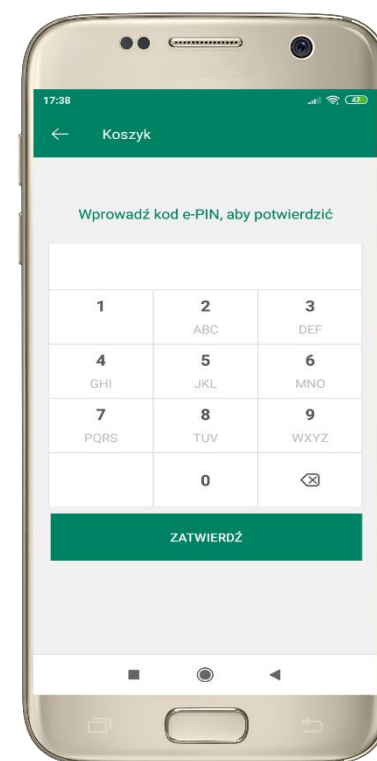 17:38
47
Koszyk
Wprowadź kod e-PIN, aby potwierdzić
1 2 3
ABC DEF
4 5 6
GHI JKL MNO
7 8 9
PQRS TUV WXYZ
0
ZATWIERDŹ